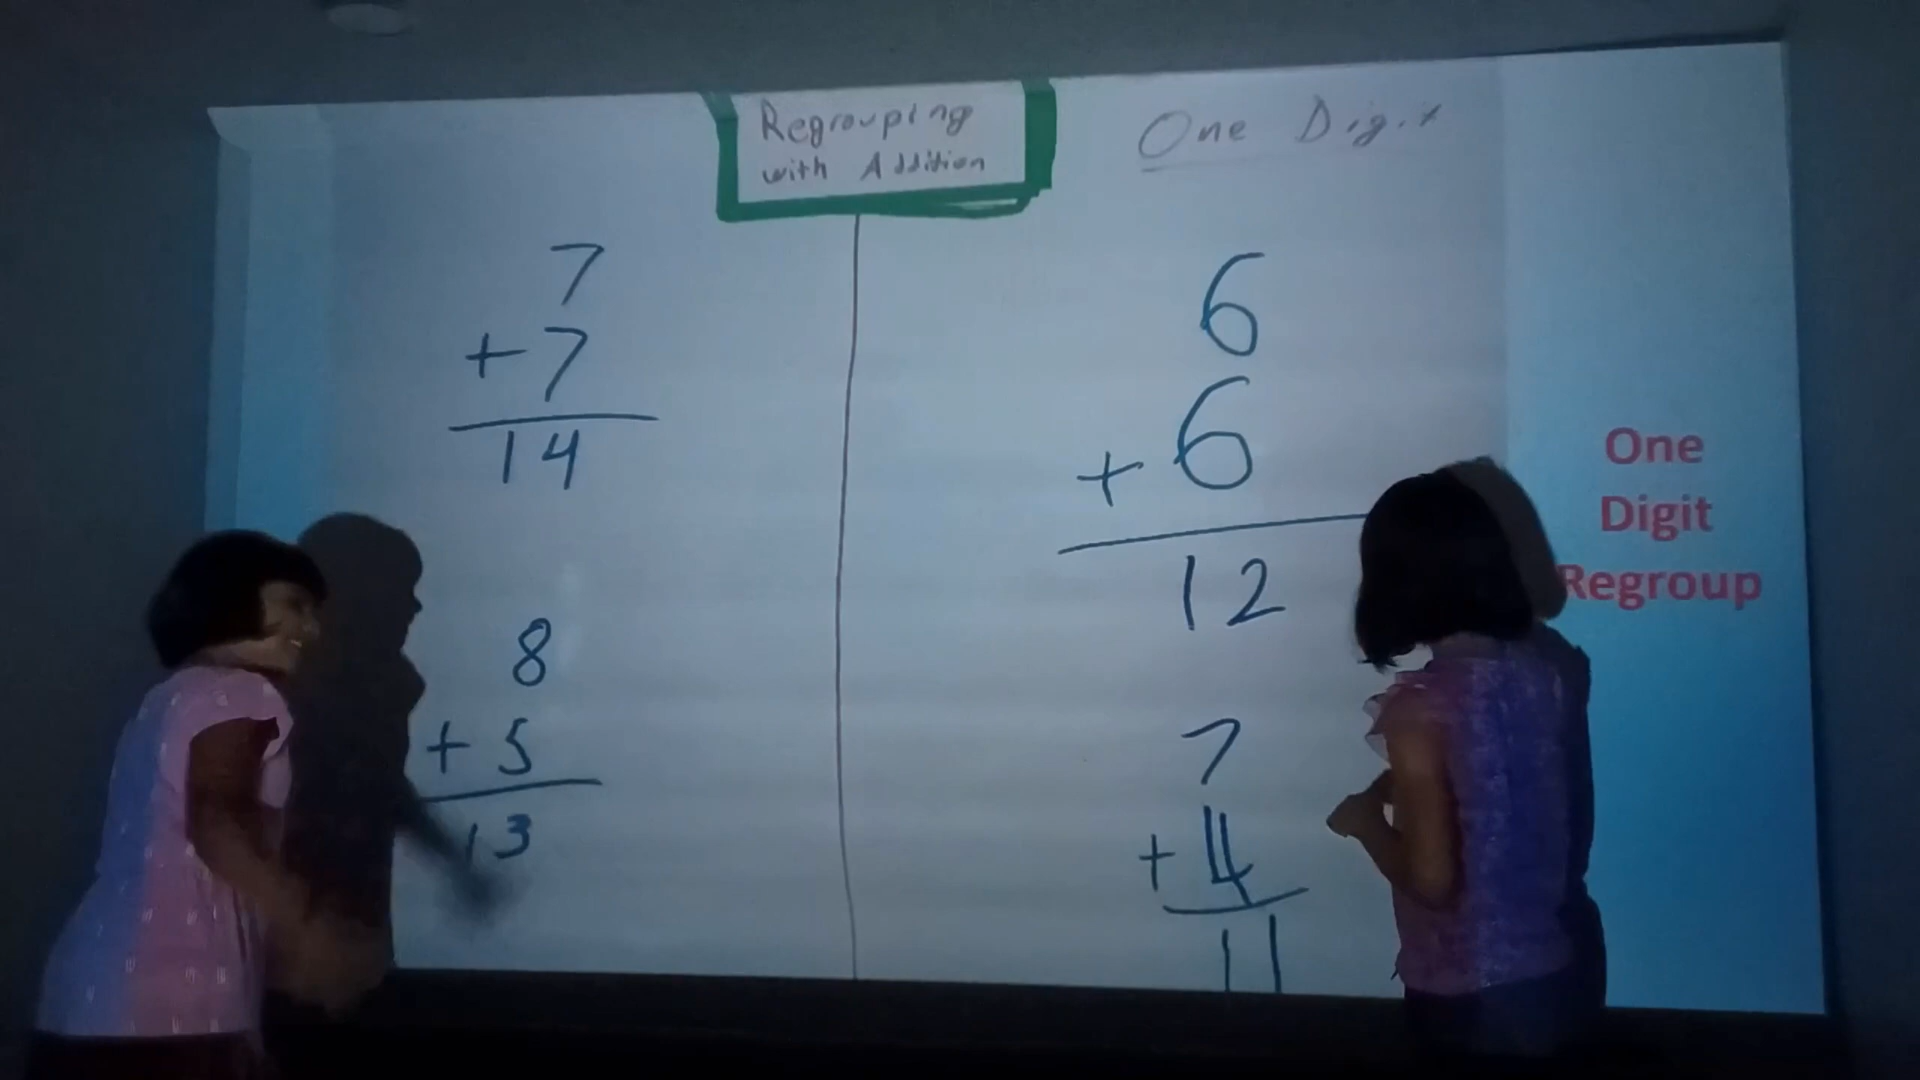 Regrouping
with Addition
One Digit
7
+ 7
14
8
+ 5
13
6
+ 6
12
7
+ 4
11
One
Digit
Regroup